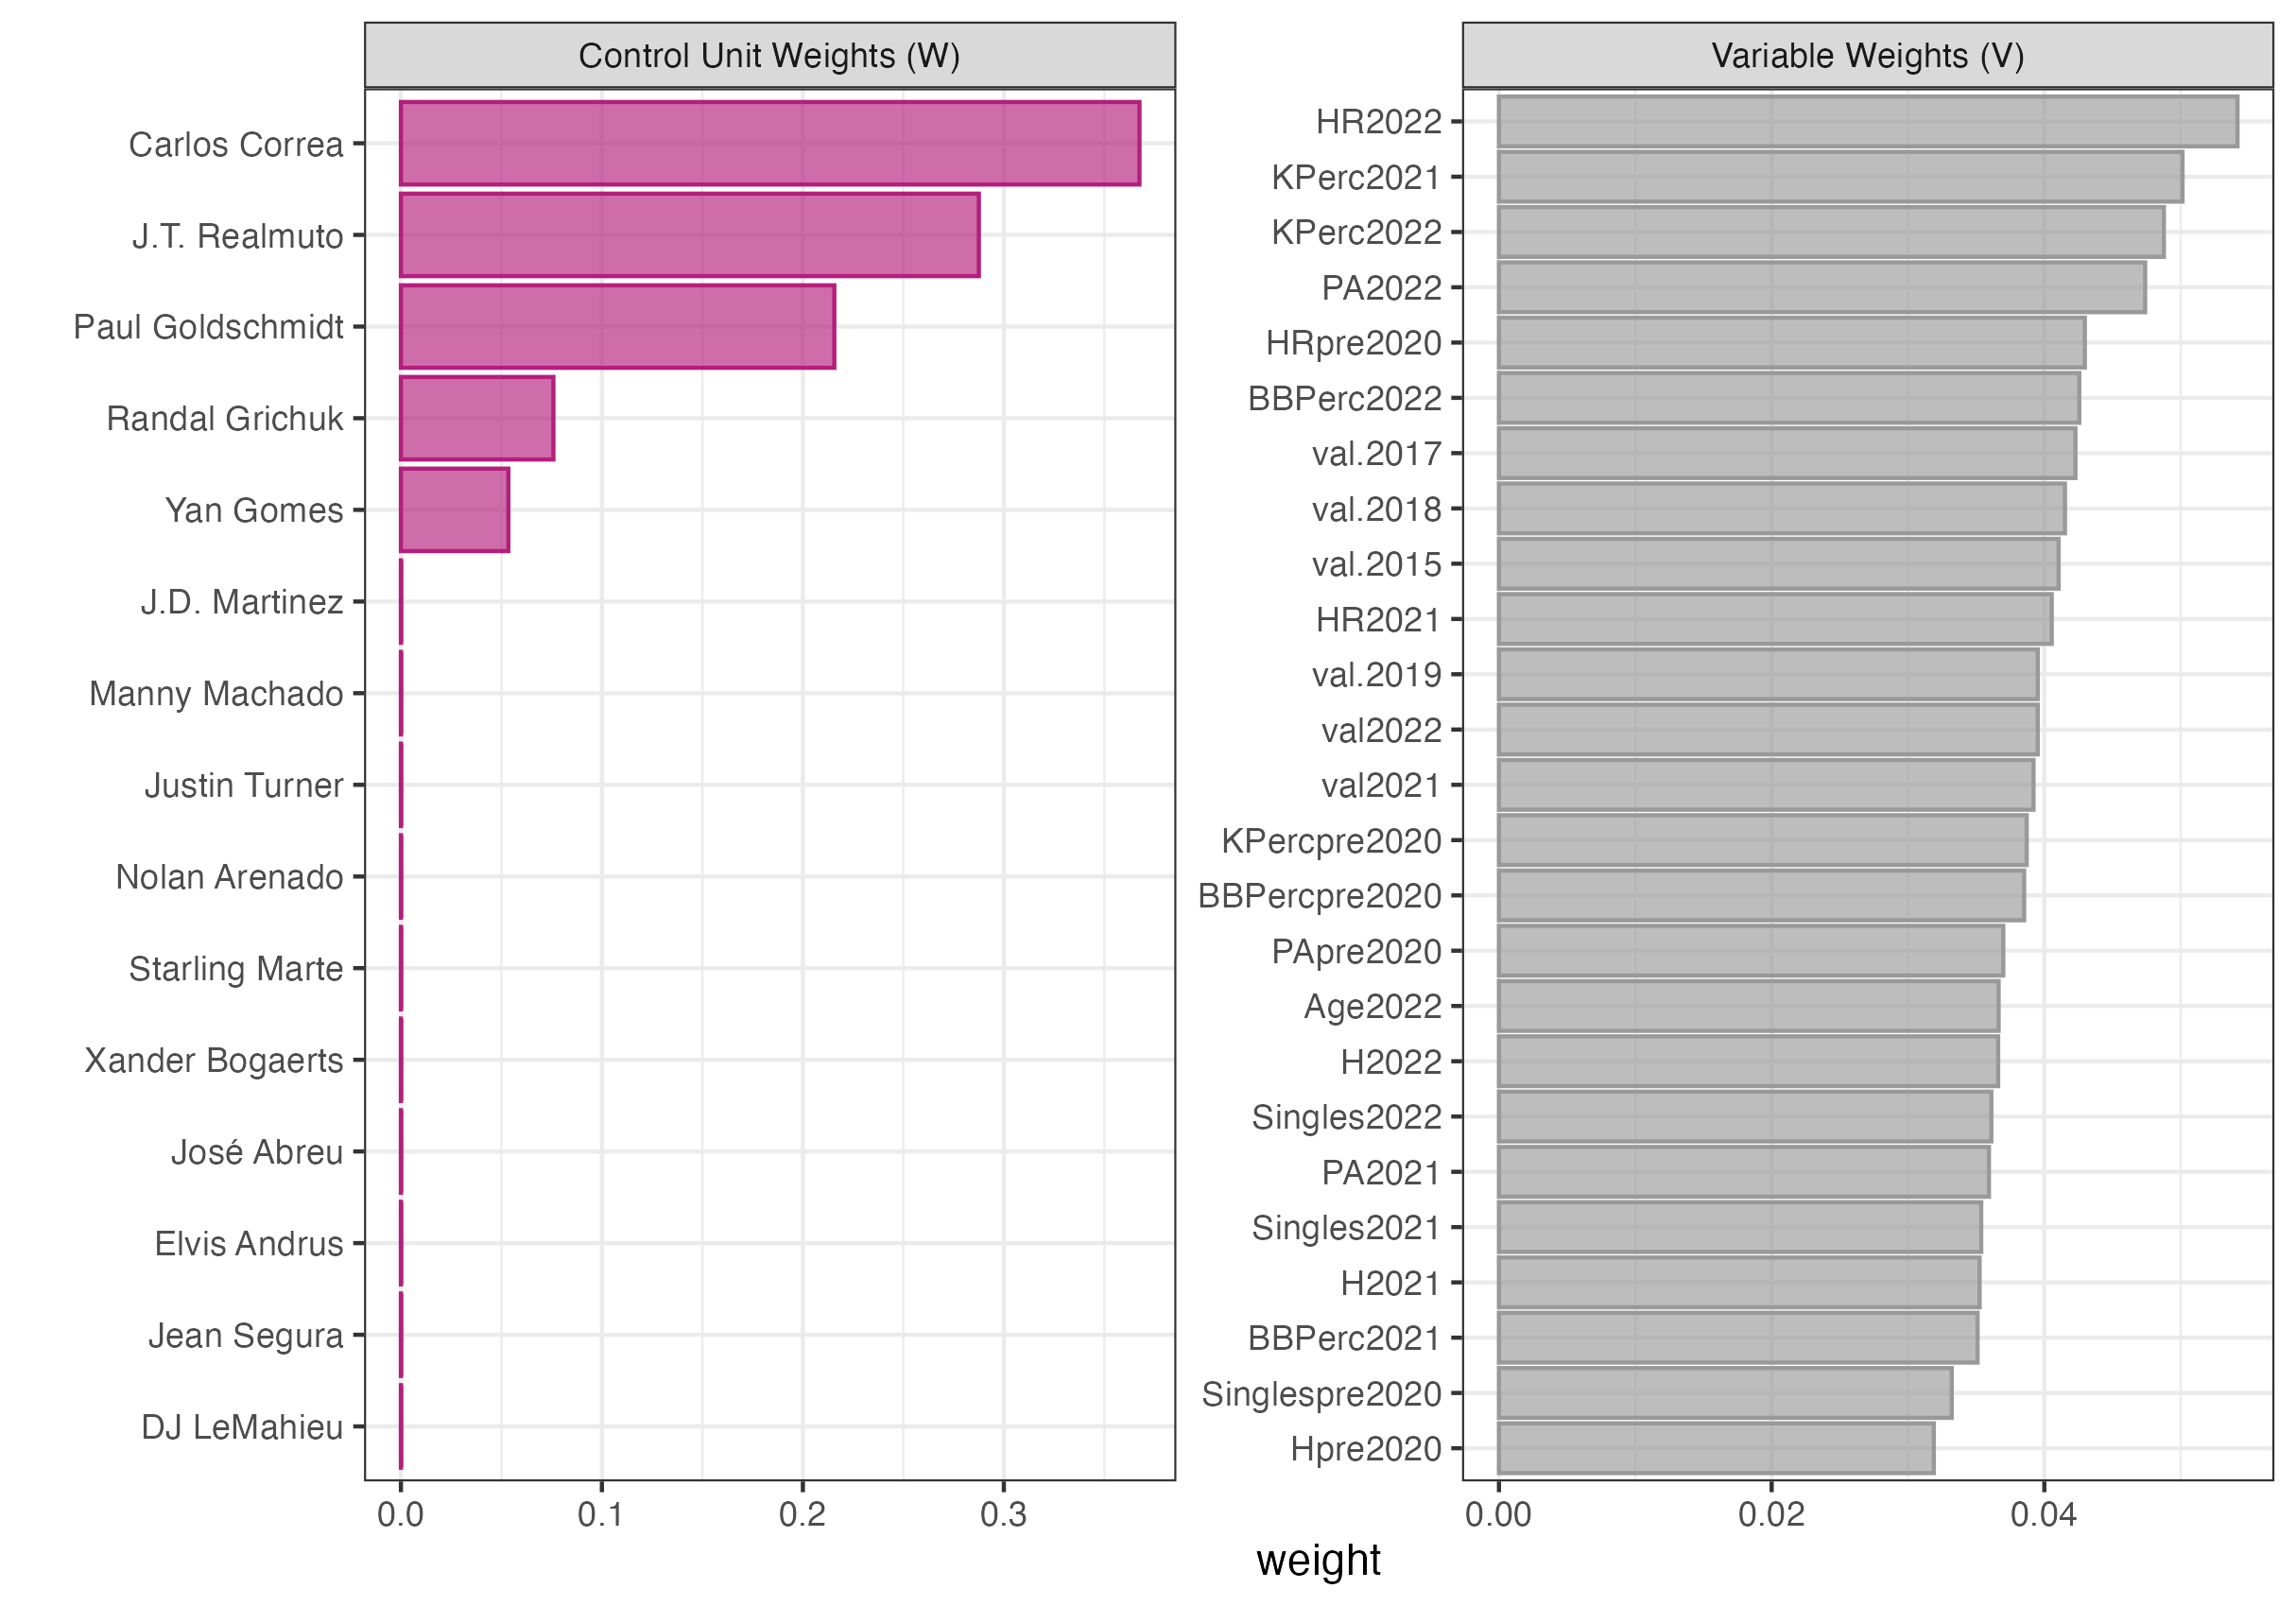 Control Unit Weights (W)
Carlos Correa
J.T. Realmuto
Paul Goldschmidt
Randal Grichuk
Yan Gomes
J.D. Martinez
Manny Machado
Justin Turner
Nolan Arenado
Starling Marte
Xander Bogaerts
José Abreu
Elvis Andrus
Jean Segura
DJ LeMahieu
0.0 0.1 0.2 0.3
Variable Weights (V)
HR2022
KPerc2021
KPerc2022
PA2022
HRpre2020
BBPerc2022
val.2017
val.2018
val.2015
HR2021
val.2019
val2022
val2021
KPercpre2020
BBPercpre2020
PApre2020
Age2022
H2022
Singles2022
PA2021
Singles2021
H2021
BBPerc2021
Singlespre2020
Hpre2020
0.00 0.02 0.04
weight